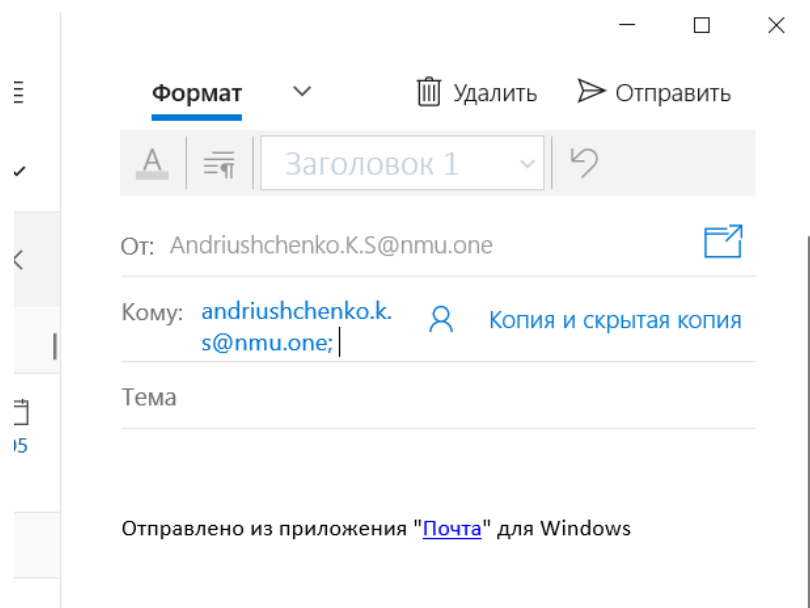 Формат
Удалить
Отправить
A
Заголовок 1
От: Andriushchenko.K.S@nmu.one
Кому: andriushchenko.k.
s@nmu.one;
Копия и скрытая копия
Тема
Отправлено из приложения "Почта" для Windows